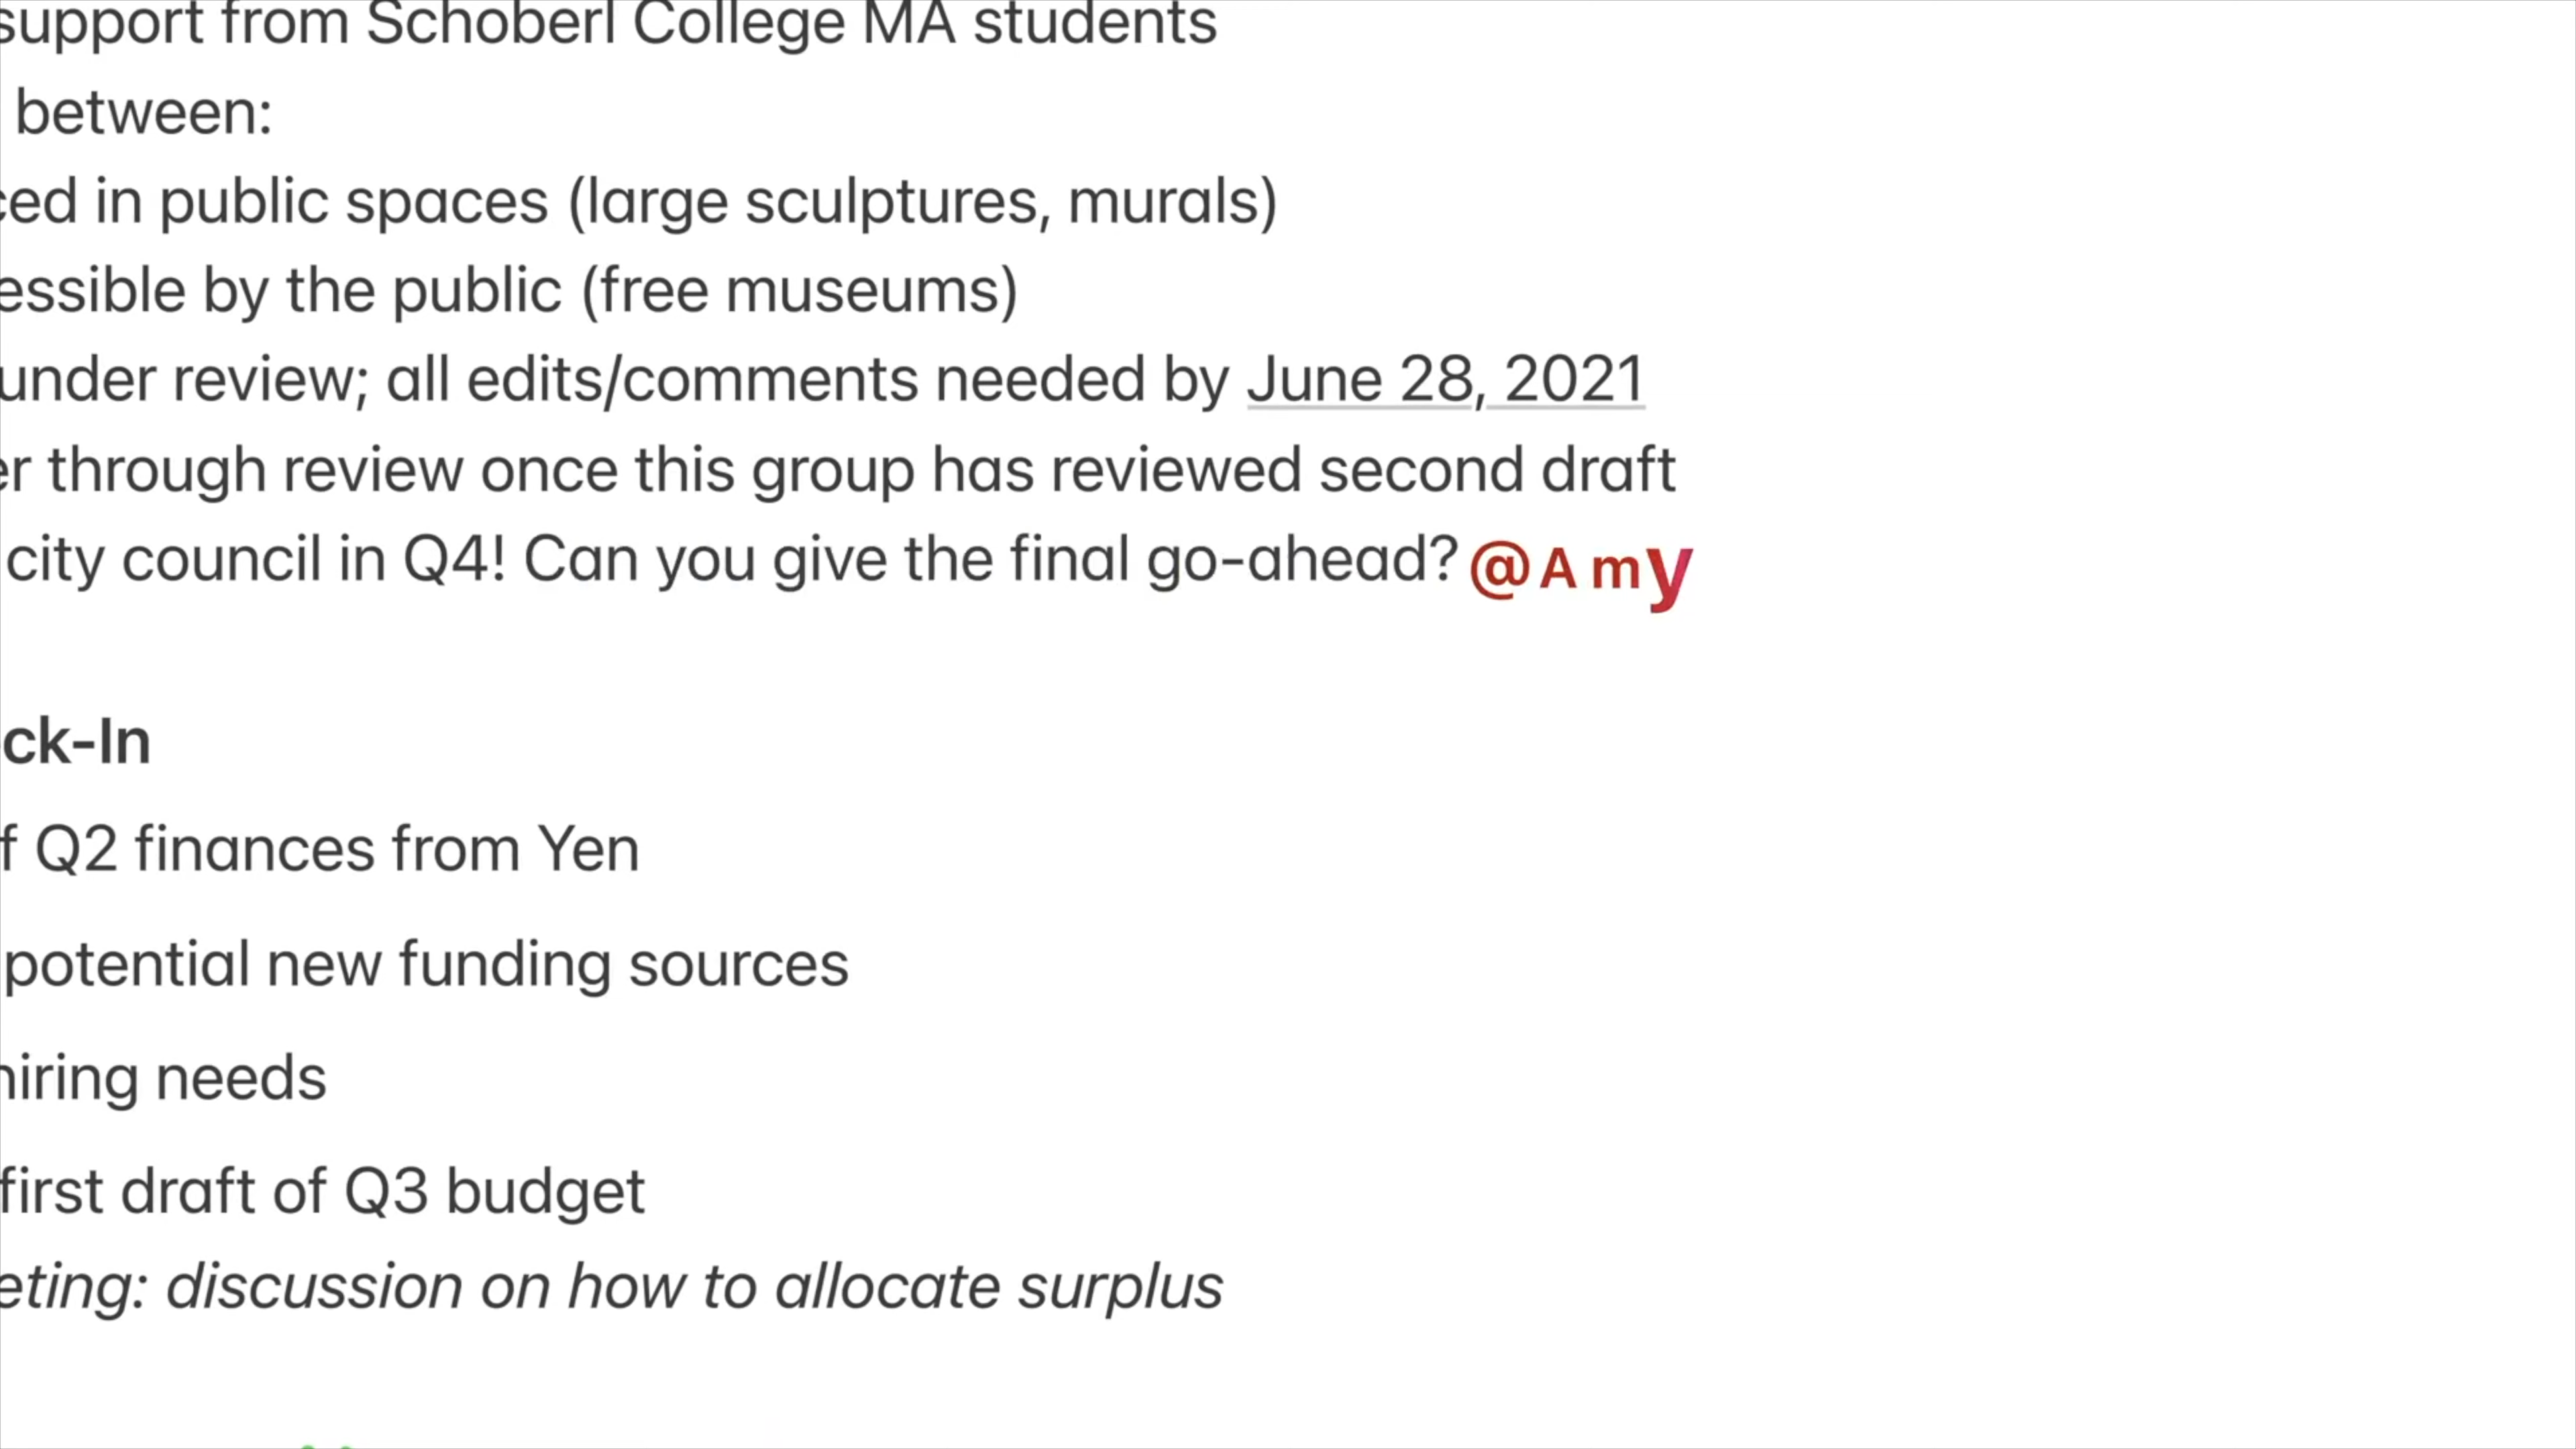 support from Schoberl College MA students
between:
ced in public spaces (large sculptures, murals)
essible by the public (free museums)
under review; all edits/comments needed by June 28, 2021
er through review once this group has reviewed second draft
city council in Q4! Can you give the final go-ahead? @Amy
ck-In
f Q2 finances from Yen
potential new funding sources
hiring needs
first draft of Q3 budget
eting: discussion on how to allocate surplus